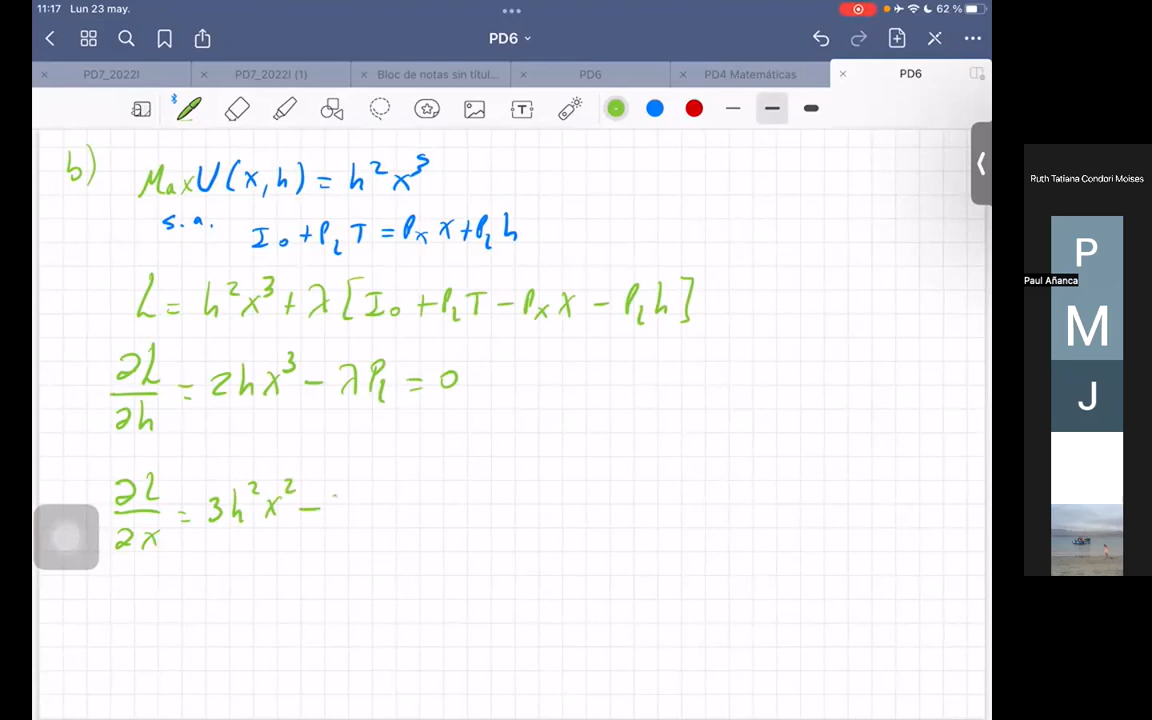 11:17 Lun 23 may.
62 %
PD6
PD7_2022I
PD7_2022I (1)
Bloc de notas sin títul...
PD6
PD4 Matemáticas
PD6
b)
Max U(x,h) = h²x³
s.a. I₀ + P_L T = Pₓ x + P_L h
L = h²x³ + λ [I₀ + P_L T − Pₓ x − P_L h]
∂L/∂h = 2hx³ − λP_L = 0
∂L/∂x = 3h²x² −
Ruth Tatiana Condori Moises
P
Paul Añanca
M
J